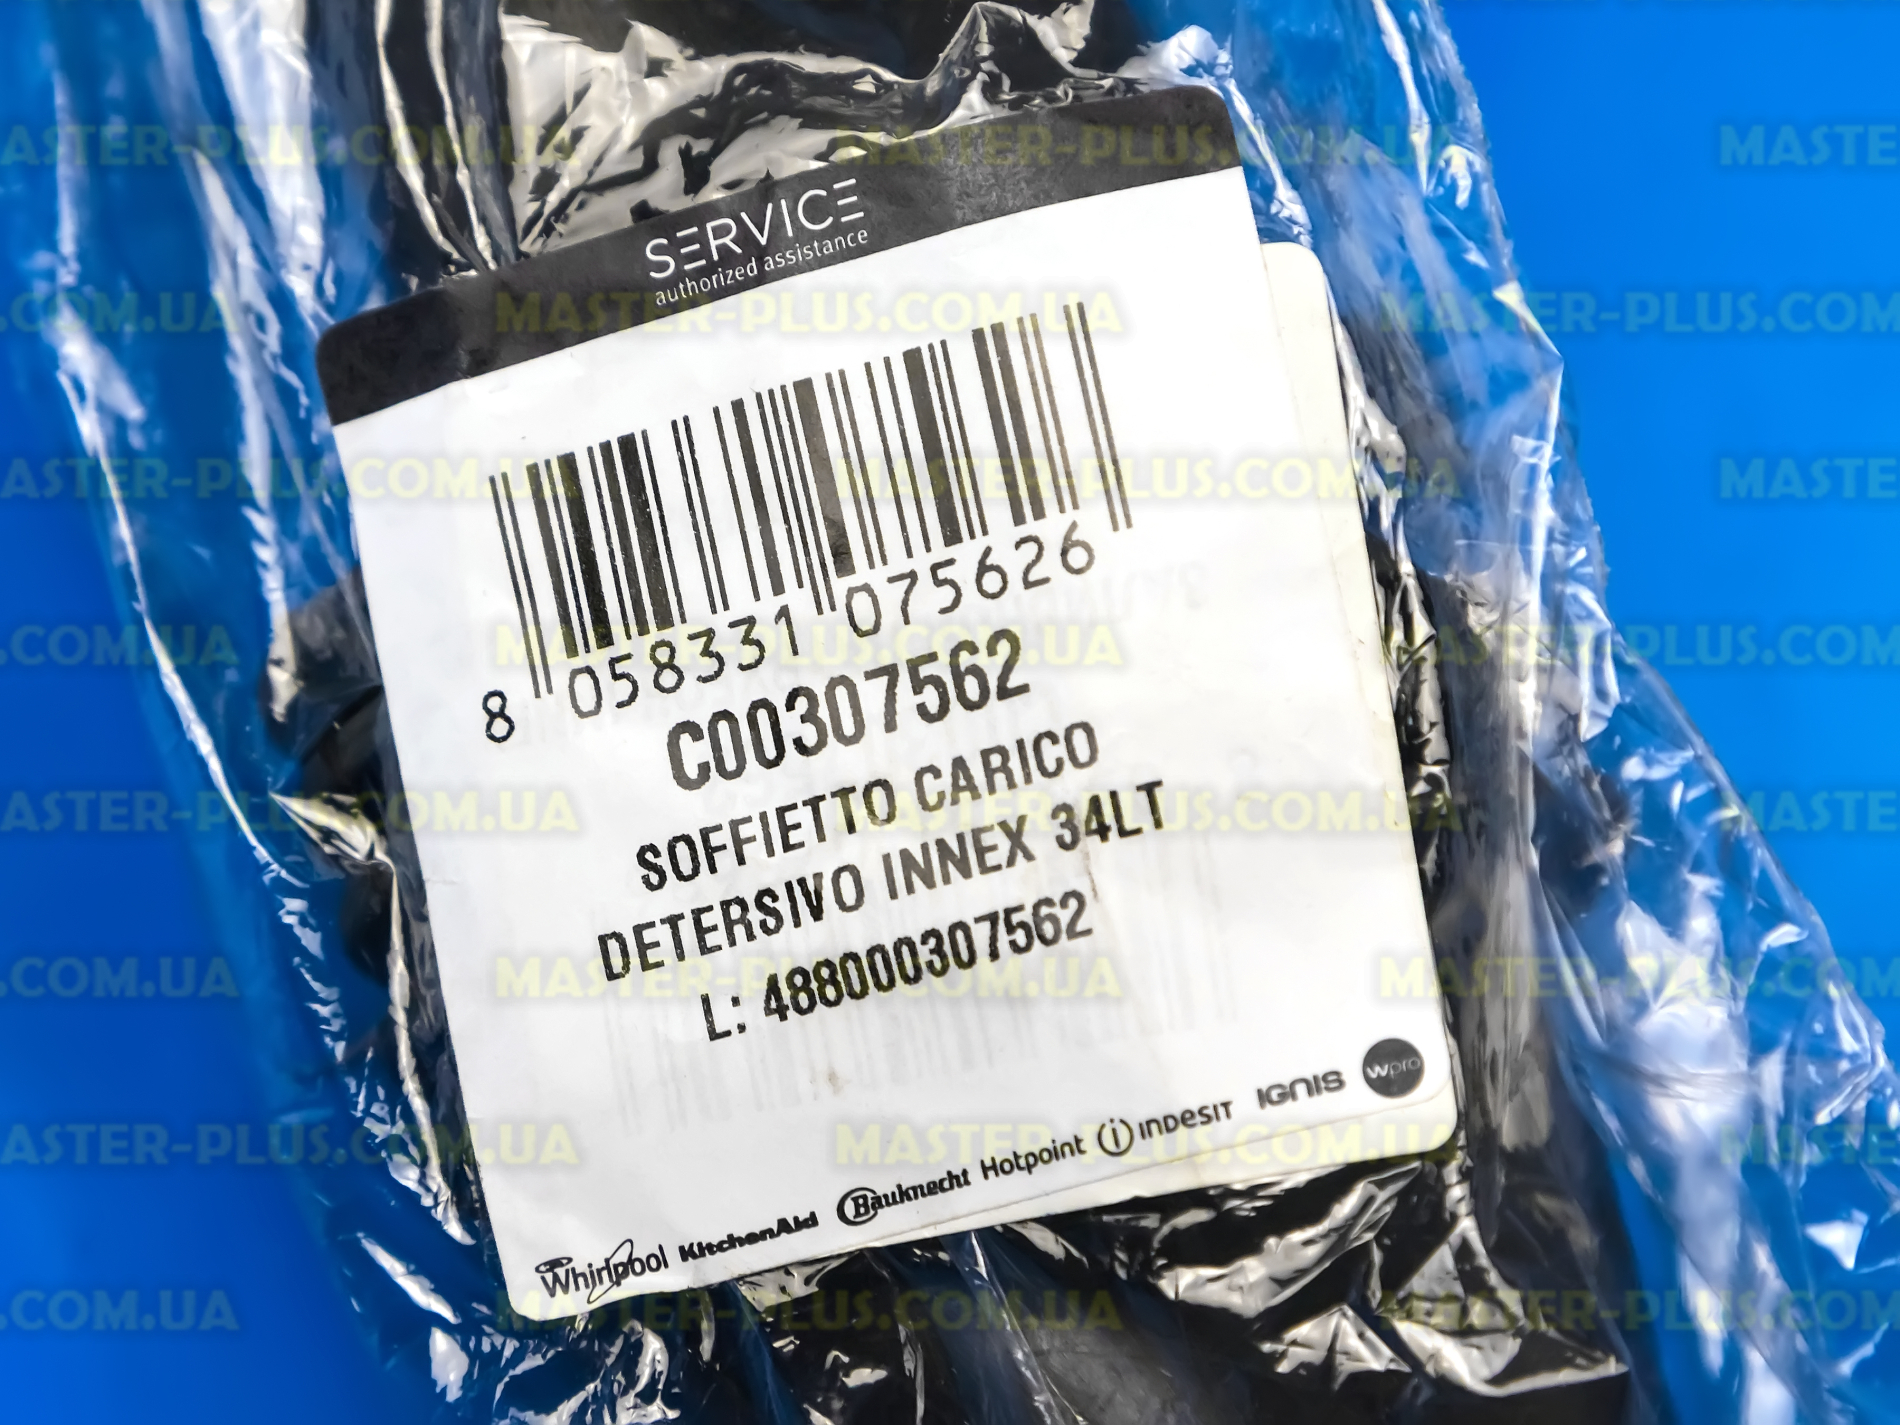 SERVICE
authorized assistance
8 058331 075626
C00307562
SOFFIETTO CARICO
DETERSIVO INNEX 34LT
L: 488000307562
Whirlpool KitchenAid Bauknecht Hotpoint i INDESIT IGNIS wpro
MASTER-PLUS.COM.UA